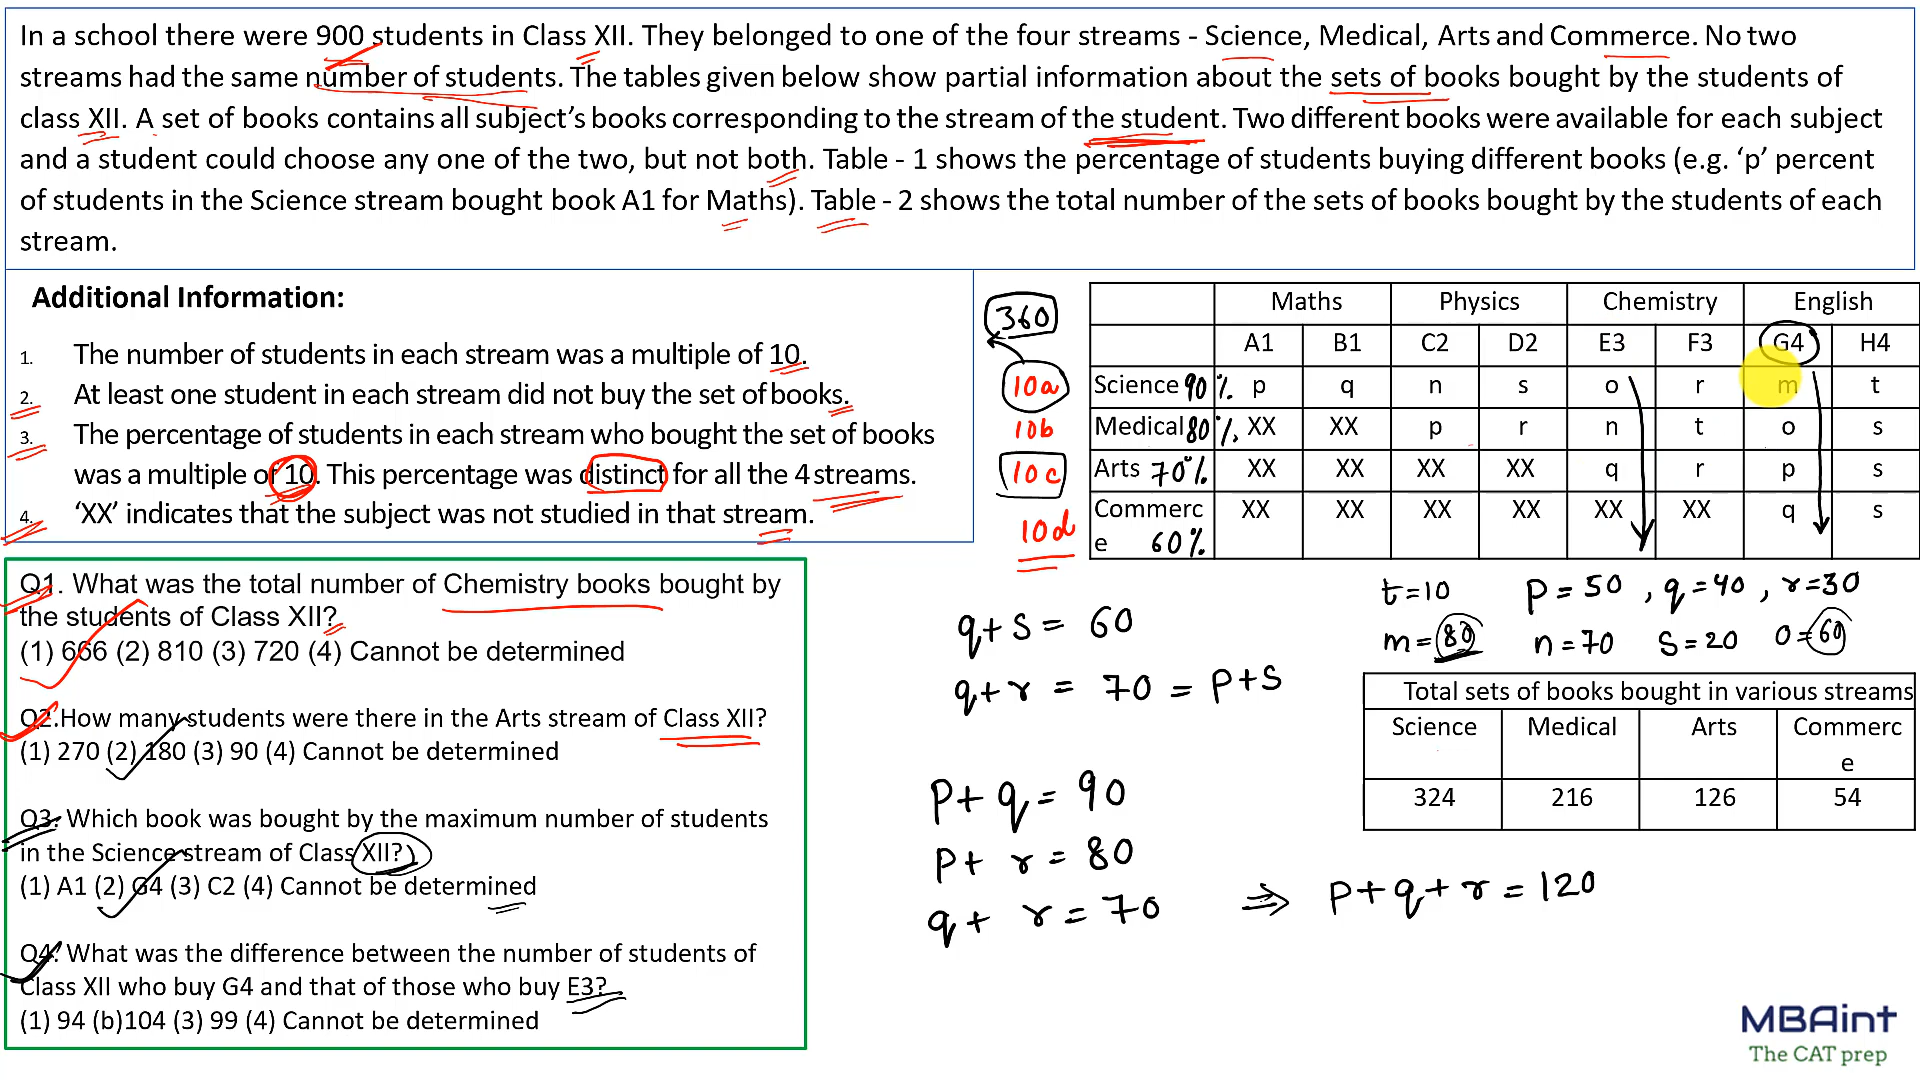 In a school there were 900 students in Class XII. They belonged to one of the four streams - Science, Medical, Arts and Commerce. No two
streams had the same number of students. The tables given below show partial information about the sets of books bought by the students of
class XII. A set of books contains all subject's books corresponding to the stream of the student. Two different books were available for each subject
and a student could choose any one of the two, but not both. Table - 1 shows the percentage of students buying different books (e.g. 'p' percent
of students in the Science stream bought book A1 for Maths). Table - 2 shows the total number of the sets of books bought by the students of each
stream.
Additional Information:
1. The number of students in each stream was a multiple of 10.
2. At least one student in each stream did not buy the set of books.
3. The percentage of students in each stream who bought the set of books
was a multiple of 10. This percentage was distinct for all the 4 streams.
4. 'XX' indicates that the subject was not studied in that stream.
360
10a
10b
10c
10d
Maths Physics Chemistry English
A1 B1 C2 D2 E3 F3 G4 H4
Science 90%. p q n s o r m t
Medical 80%. XX XX p r n t o s
Arts 70% XX XX XX XX q r p s
Commerc XX XX XX XX XX XX q s
e 60%
Q1. What was the total number of Chemistry books bought by
the students of Class XII?
(1) 666 (2) 810 (3) 720 (4) Cannot be determined
Q2.How many students were there in the Arts stream of Class XII?
(1) 270 (2) 180 (3) 90 (4) Cannot be determined
Q3. Which book was bought by the maximum number of students
in the Science stream of Class XII?
(1) A1 (2) G4 (3) C2 (4) Cannot be determined
Q4. What was the difference between the number of students of
Class XII who buy G4 and that of those who buy E3?
(1) 94 (b)104 (3) 99 (4) Cannot be determined
t=10 p=50, q=40, r=30
m=80 n=70 s=20 o=60
q+s = 60
q+r = 70 = p+s
p+q = 90
p+ r = 80
q+ r = 70 ⇒ p+q+r = 120
Total sets of books bought in various streams
Science Medical Arts Commerc
e
324 216 126 54
MBAint
The CAT prep